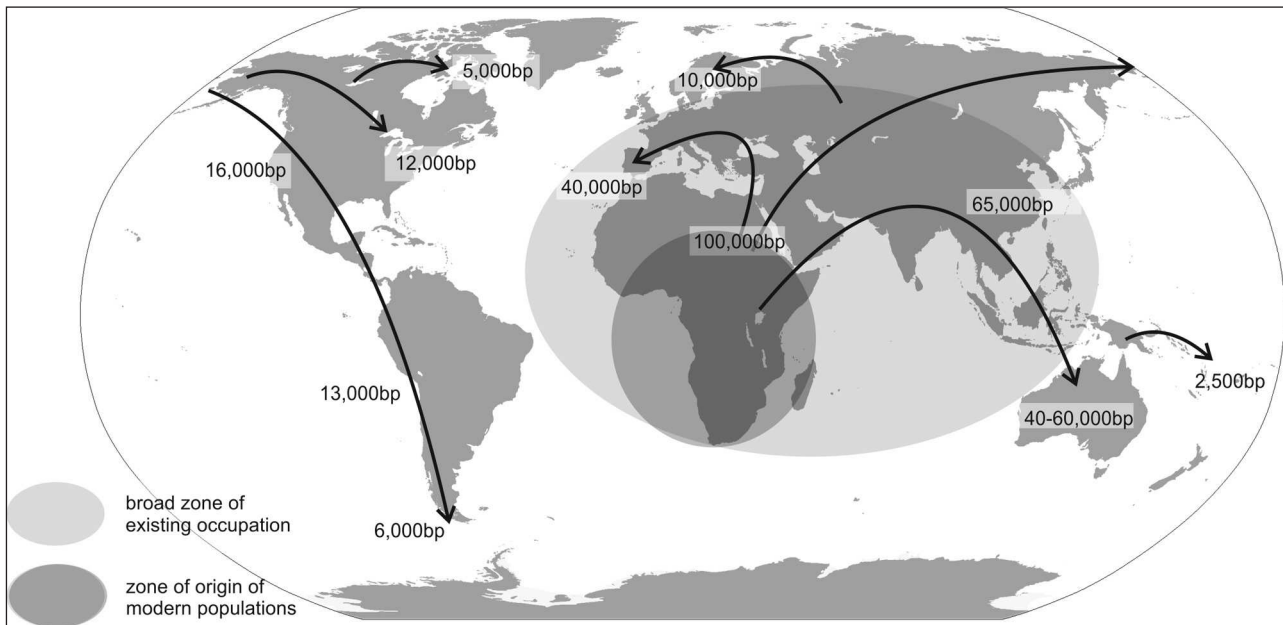 5,000bp
10,000bp
16,000bp
12,000bp
40,000bp
65,000bp
100,000bp
2,500bp
13,000bp
40-60,000bp
6,000bp
broad zone of
existing occupation
zone of origin of
modern populations